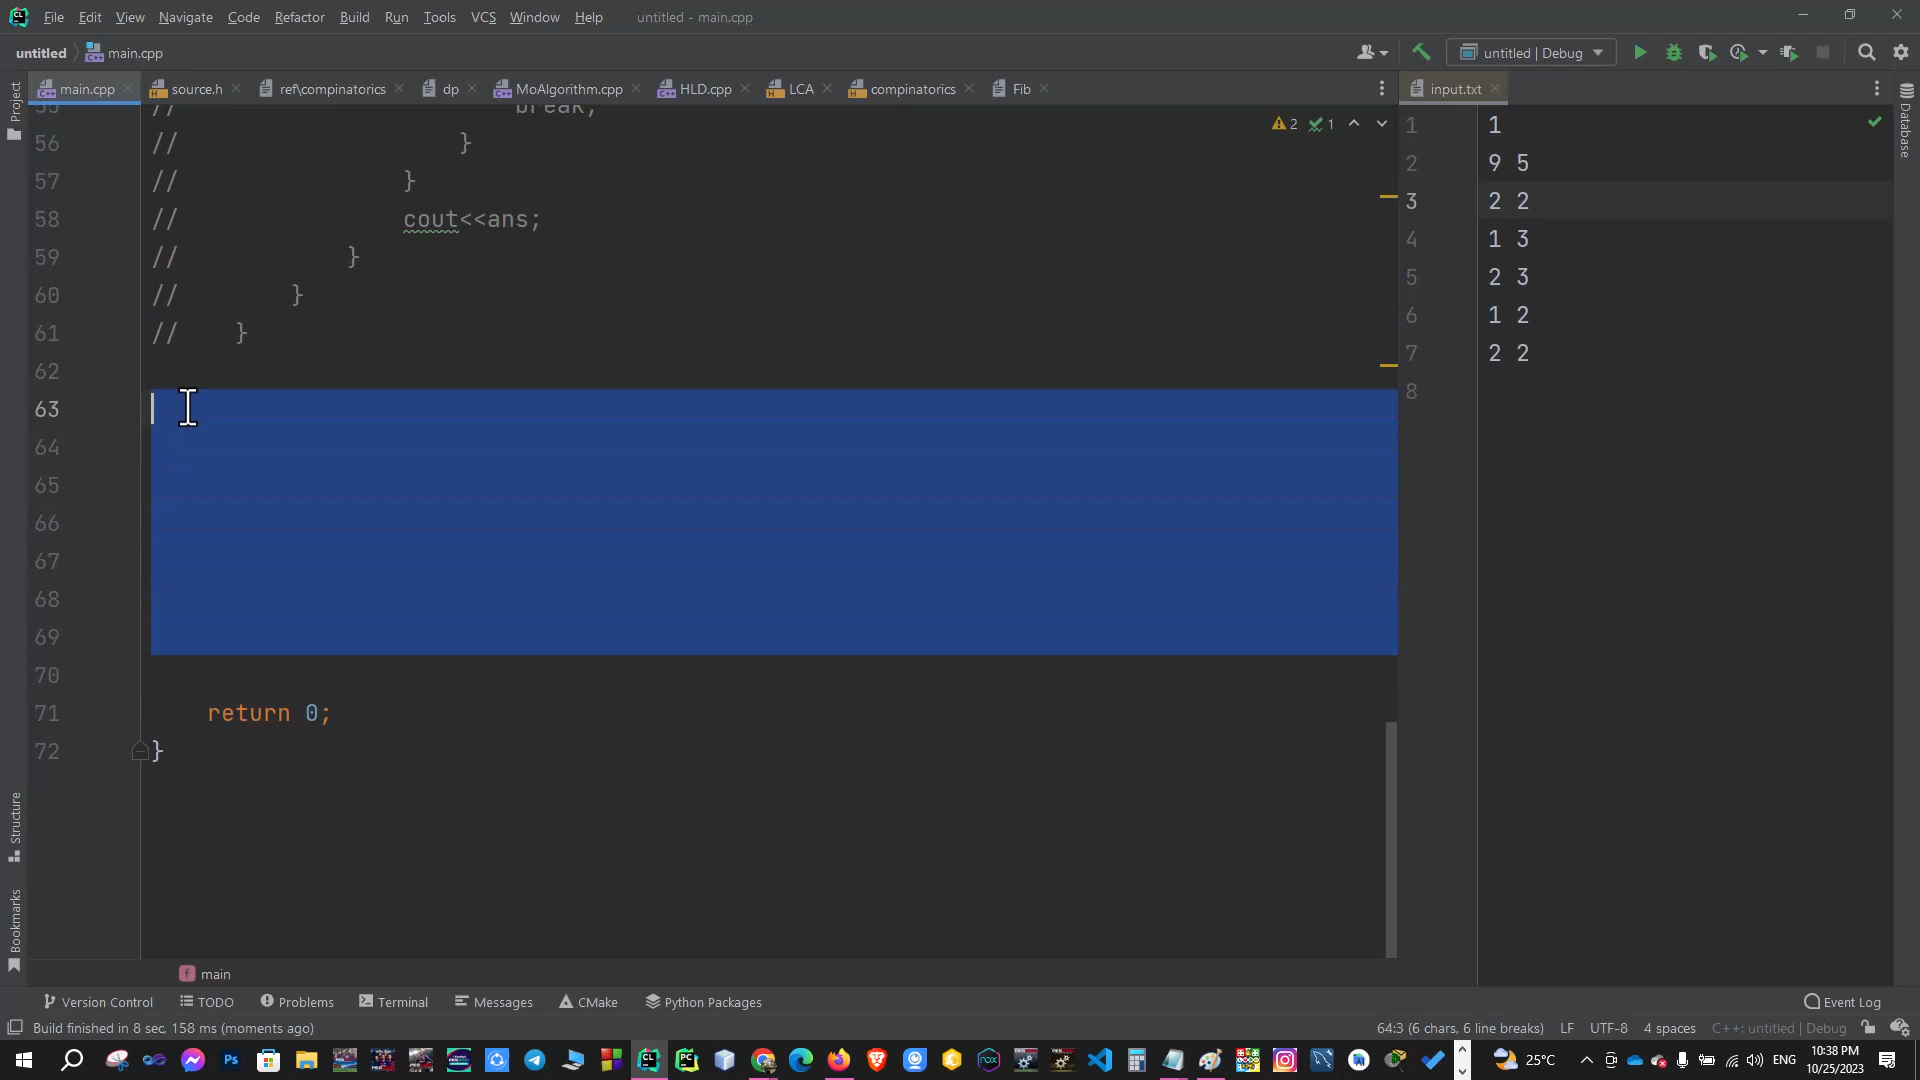 CL File Edit View Navigate Code Refactor Build Run Tools VCS Window Help untitled - main.cpp
untitled main.cpp untitled | Debug
main.cpp source.h ref\compinatorics dp MoAlgorithm.cpp HLD.cpp LCA compinatorics Fib input.txt
Project
Database
2 1
55 // break;
56 // }
57 // }
58 // cout<<ans;
59 // }
60 // }
61 // }
62
63
64
65
66
67
68
69
70
71 return 0;
72 }
1 1
2 9 5
3 2 2
4 1 3
5 2 3
6 1 2
7 2 2
8
Structure
Bookmarks
f main
Version Control TODO Problems Terminal Messages CMake Python Packages Event Log
Build finished in 8 sec, 158 ms (moments ago) 64:3 (6 chars, 6 line breaks) LF UTF-8 4 spaces C++: untitled | Debug
25°C ENG 10:38 PM
10/25/2023